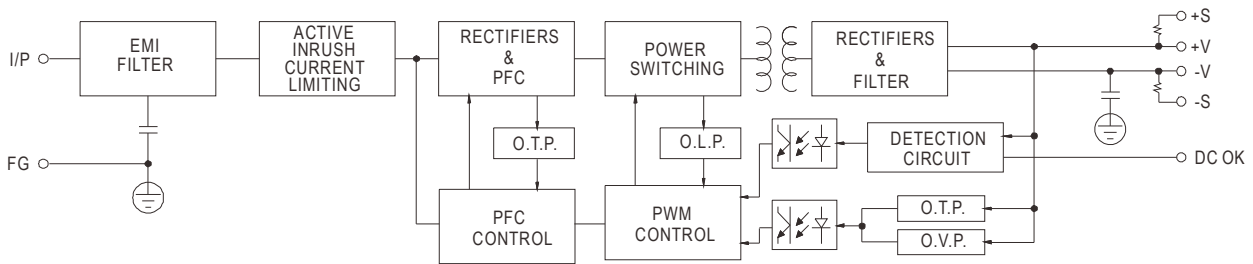 I/P
EMI
FILTER
ACTIVE
INRUSH
CURRENT
LIMITING
RECTIFIERS
&
PFC
POWER
SWITCHING
RECTIFIERS
&
FILTER
+S
+V
-V
-S
O.T.P.
O.L.P.
DETECTION
CIRCUIT
DC OK
FG
PFC
CONTROL
PWM
CONTROL
O.T.P.
O.V.P.